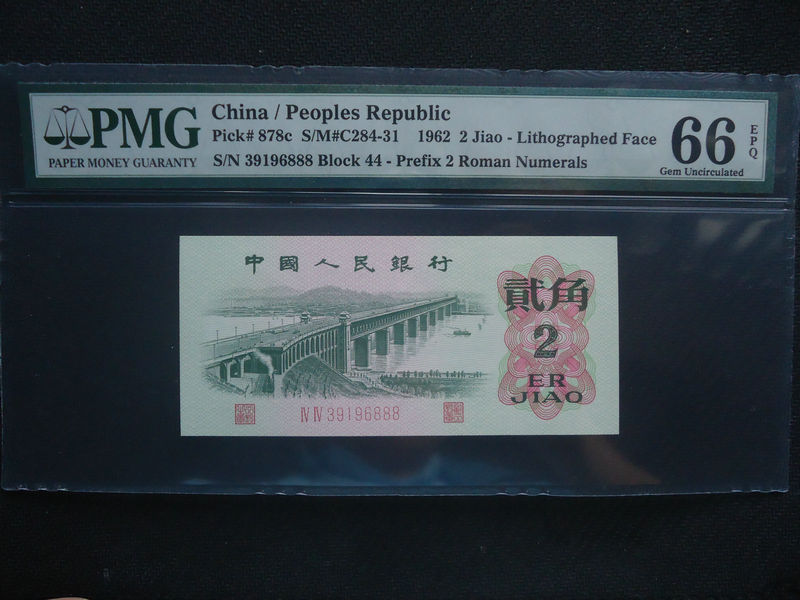 PMG
PAPER MONEY GUARANTY
China / Peoples Republic
Pick# 878c S/M#C284-31 1962 2 Jiao - Lithographed Face
S/N 39196888 Block 44 - Prefix 2 Roman Numerals
66 EPQ
Gem Uncirculated
中國人民銀行
貳角
2
ER
JIAO
IV IV 39196888